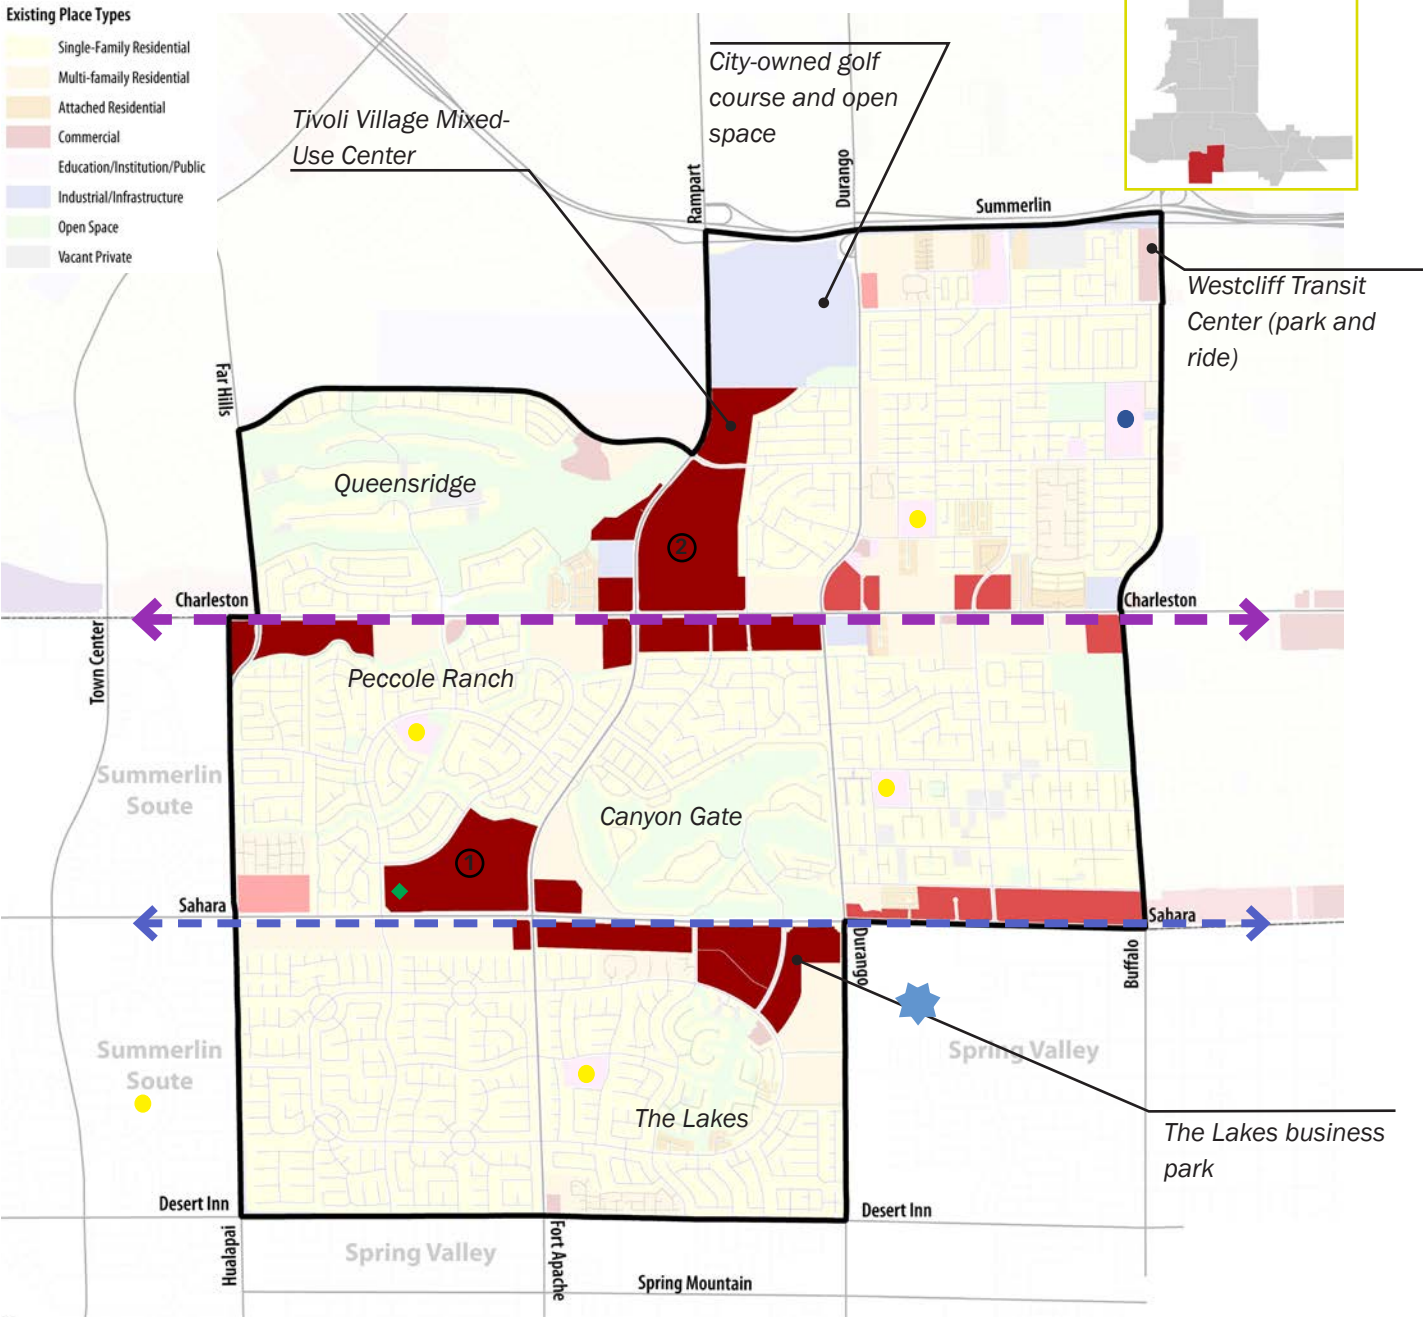 Existing Place Types
Single-Family Residential
Multi-famaily Residential
Attached Residential
Commercial
Education/Institution/Public
Industrial/Infrastructure
Open Space
Vacant Private
City-owned golf
course and open
space
Tivoli Village Mixed-
Use Center
Rampart
Durango
Summerlin
Westcliff Transit
Center (park and
ride)
Far Hills
Queensridge
2
Charleston
Charleston
Town Center
Peccole Ranch
Summerlin
South
Canyon Gate
1
Sahara
Sahara
Durango
Buffalo
Summerlin
South
Spring Valley
The Lakes
The Lakes business
park
Desert Inn
Desert Inn
Hualapai
Spring Valley
Fort Apache
Spring Mountain